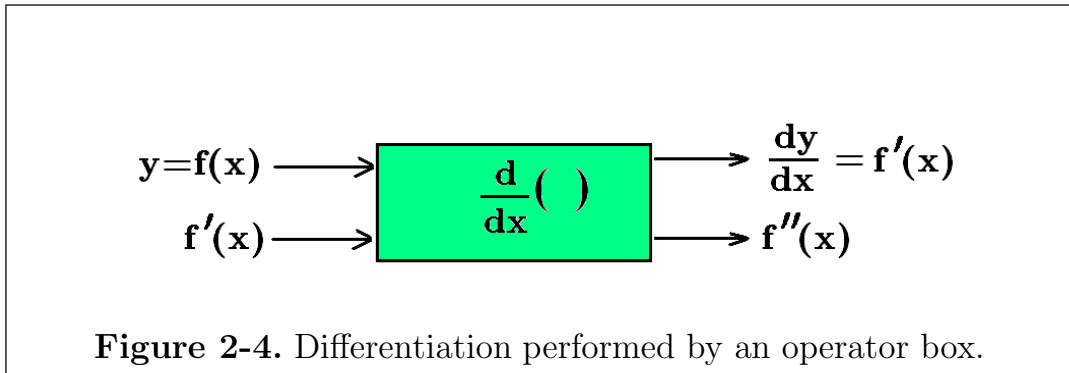 y=f(x) d/dx( ) dy/dx = f'(x)
f'(x) f''(x)
Figure 2-4. Differentiation performed by an operator box.